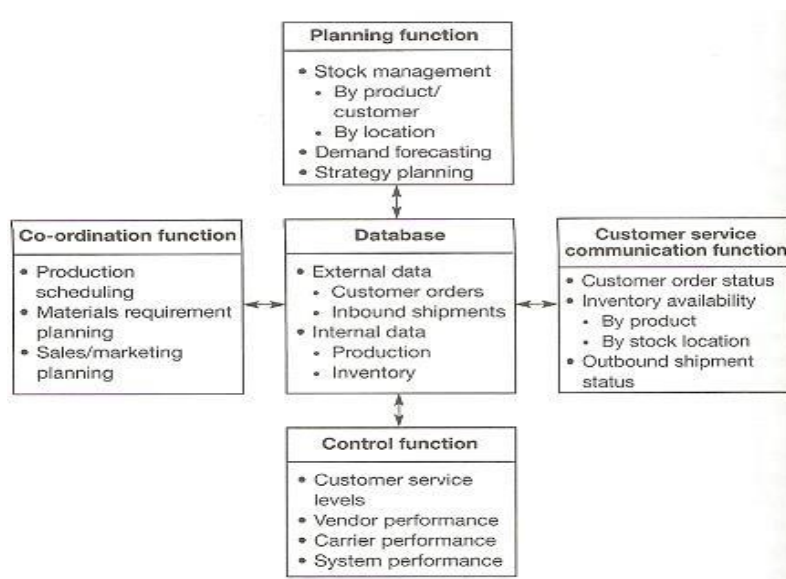 Planning function
• Stock management
• By product/
customer
• By location
• Demand forecasting
• Strategy planning
Co-ordination function
• Production
scheduling
• Materials requirement
planning
• Sales/marketing
planning
Database
• External data
• Customer orders
• Inbound shipments
• Internal data
• Production
• Inventory
Customer service
communication function
• Customer order status
• Inventory availability
• By product
• By stock location
• Outbound shipment
status
Control function
• Customer service
levels
• Vendor performance
• Carrier performance
• System performance